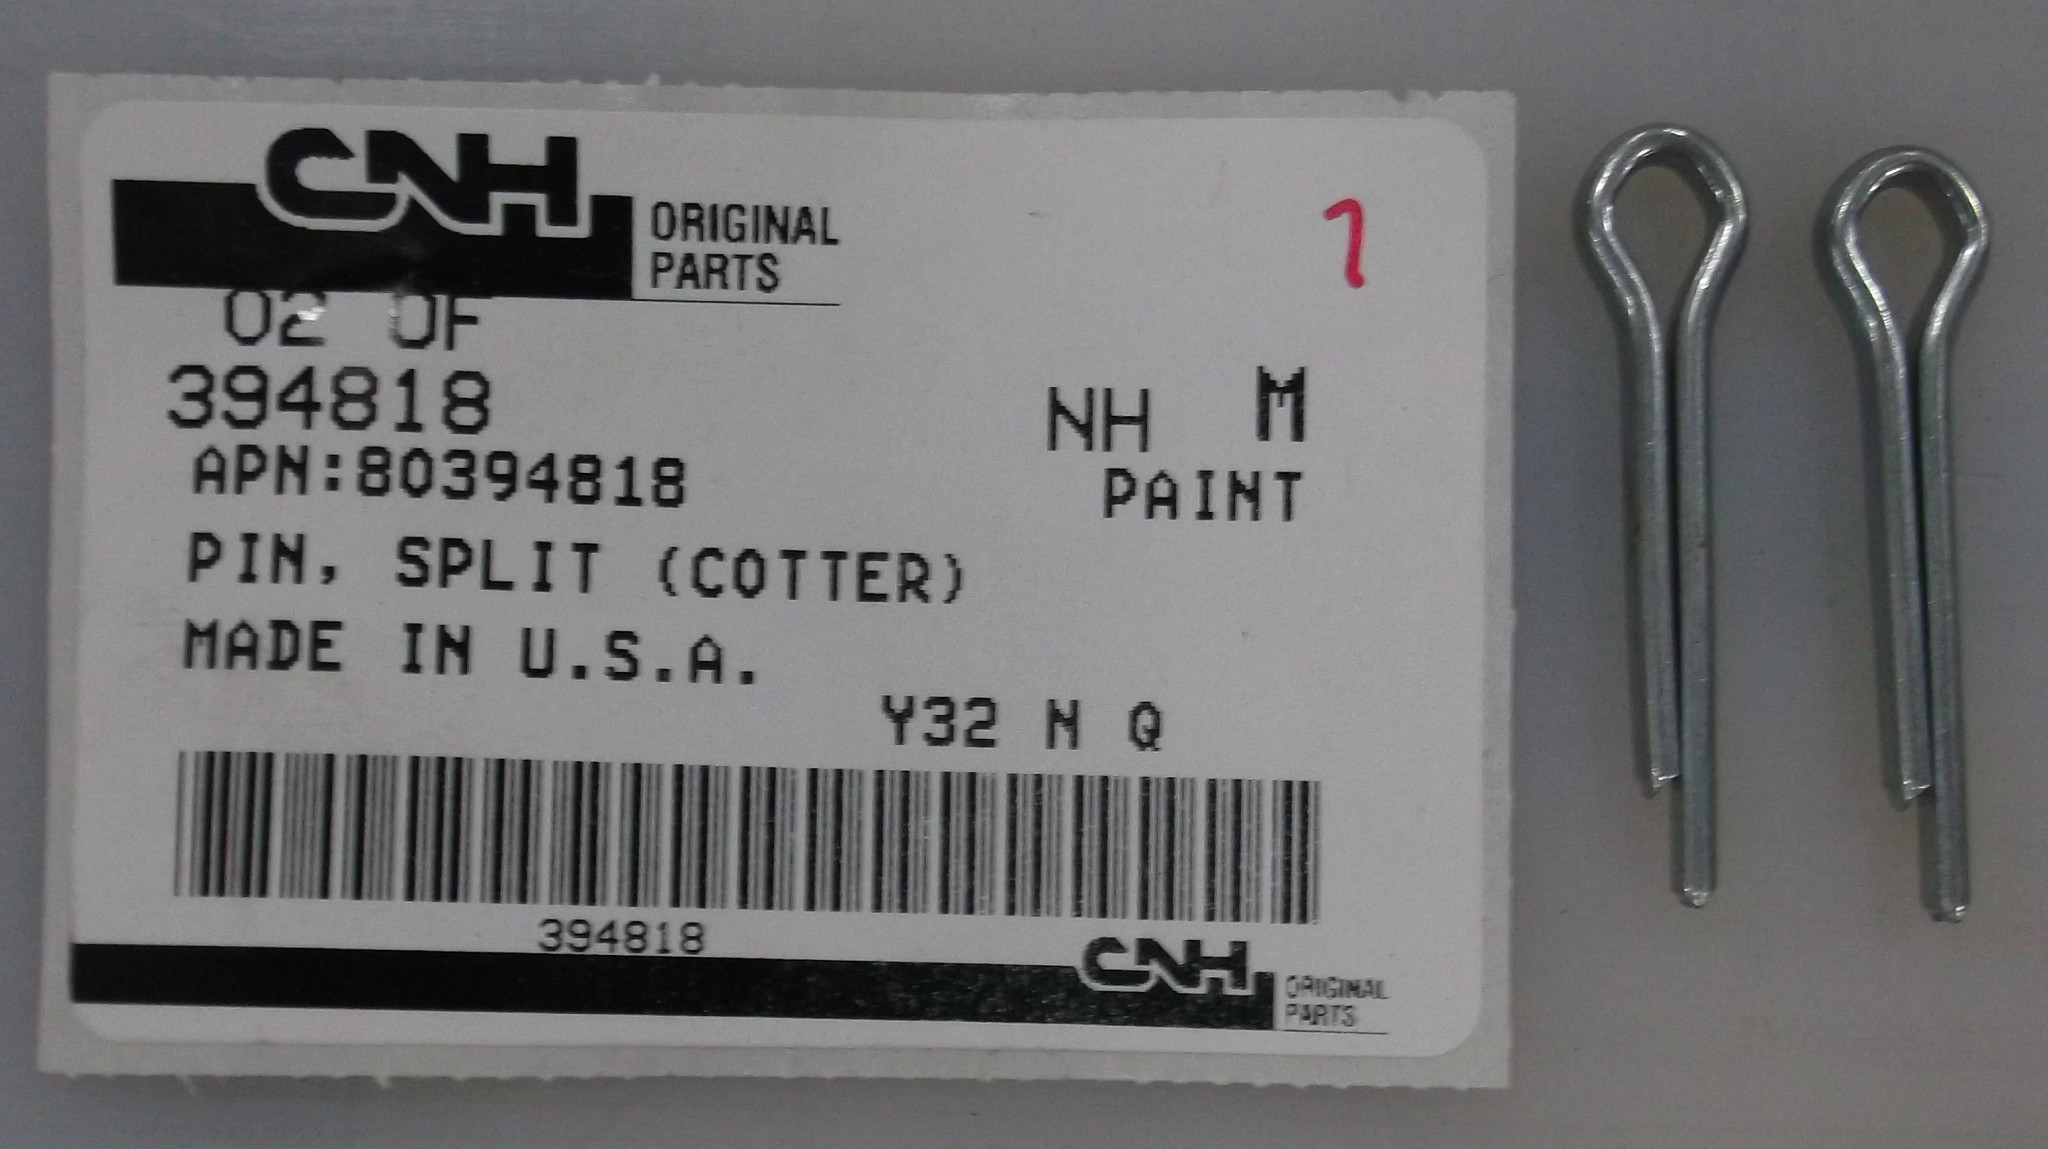 CNH ORIGINAL
PARTS
7
02 OF
394818
NH M
APN:80394818
PAINT
PIN, SPLIT (COTTER)
MADE IN U.S.A.
Y32 N Q
394818
CNH ORIGINAL
PARTS